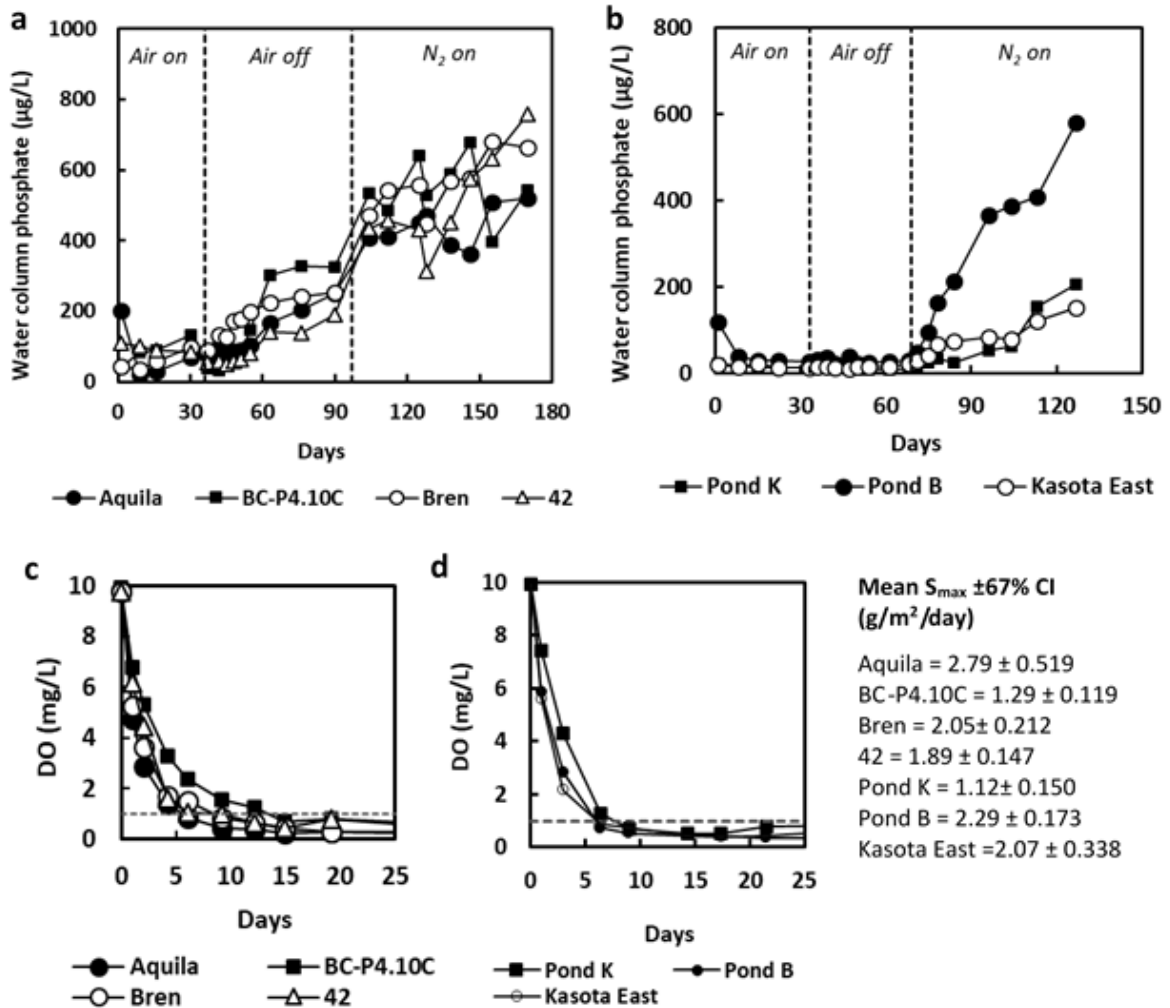 a
Air on
Air off
N₂ on
Water column phosphate (µg/L)
1000
800
600
400
200
0
0 30 60 90 120 150 180
Days
Aquila BC-P4.10C Bren 42
b
Air on
Air off
N₂ on
Water column phosphate (µg/L)
800
600
400
200
0
0 30 60 90 120 150
Days
Pond K Pond B Kasota East
c
DO (mg/L)
10
8
6
4
2
0
0 5 10 15 20 25
Days
Aquila BC-P4.10C
Bren 42
d
DO (mg/L)
10
8
6
4
2
0
0 5 10 15 20 25
Days
Pond K Pond B
Kasota East
Mean Smax ±67% CI
(g/m²/day)
Aquila = 2.79 ± 0.519
BC-P4.10C = 1.29 ± 0.119
Bren = 2.05± 0.212
42 = 1.89 ± 0.147
Pond K = 1.12± 0.150
Pond B = 2.29 ± 0.173
Kasota East =2.07 ± 0.338